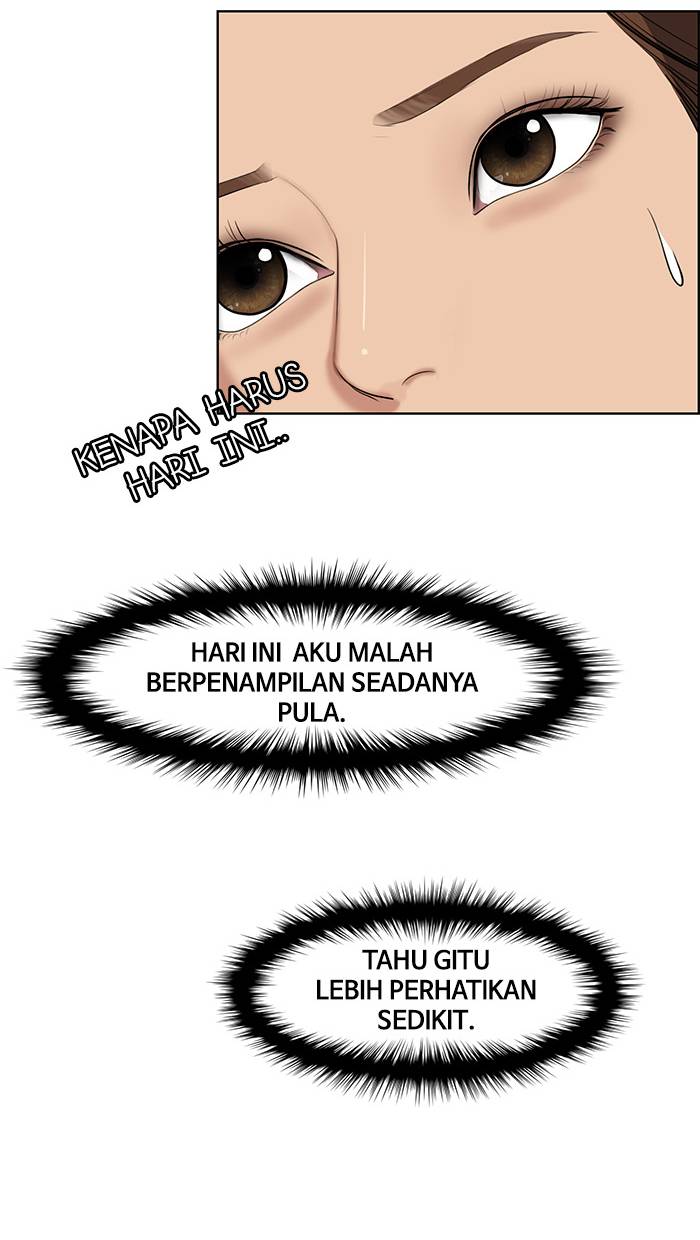 KENAPA HARUS
HARI INI..
HARI INI AKU MALAH
BERPENAMPILAN SEADANYA
PULA.
TAHU GITU
LEBIH PERHATIKAN
SEDIKIT.